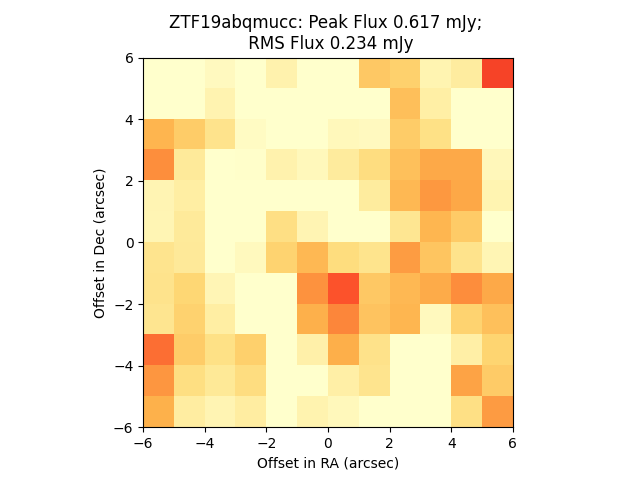 ZTF19abqmucc: Peak Flux 0.617 mJy;
RMS Flux 0.234 mJy
6
4
2
0
−2
−4
−6
Offset in Dec (arcsec)
−6 −4 −2 0 2 4 6
Offset in RA (arcsec)